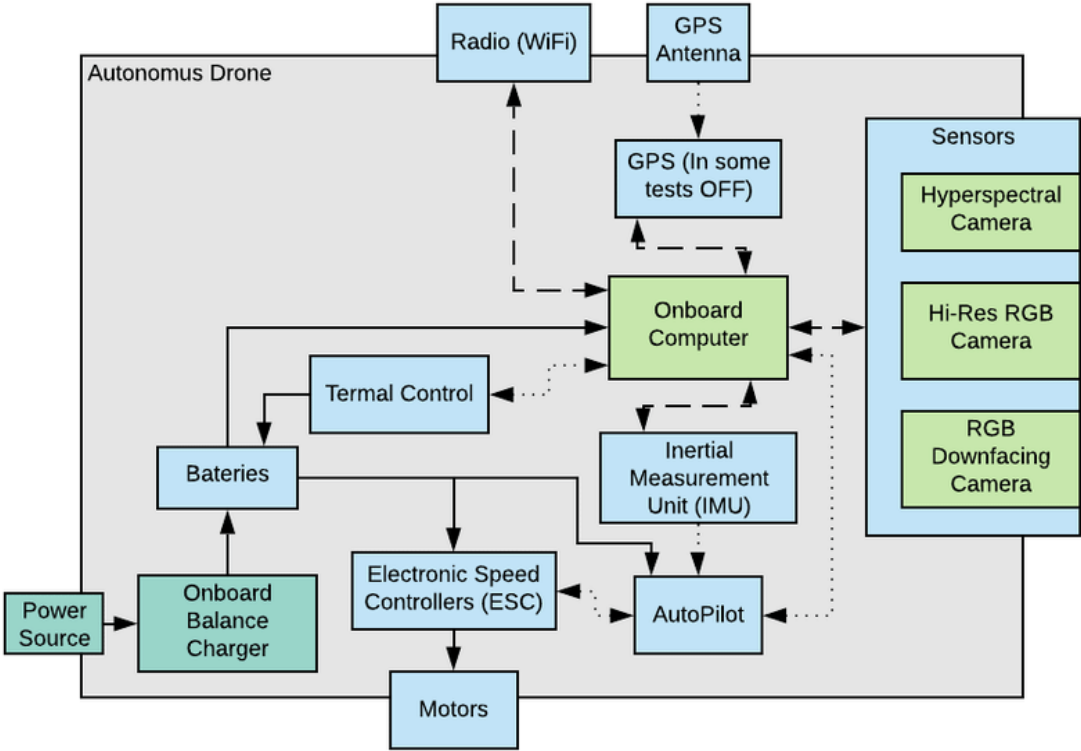 Radio (WiFi)
GPS
Antenna
Autonomus Drone
Sensors
GPS (In some
tests OFF)
Hyperspectral
Camera
Onboard
Computer
Hi-Res RGB
Camera
Termal Control
RGB
Downfacing
Camera
Bateries
Inertial
Measurement
Unit (IMU)
Electronic Speed
Controllers (ESC)
AutoPilot
Onboard
Balance
Charger
Power
Source
Motors